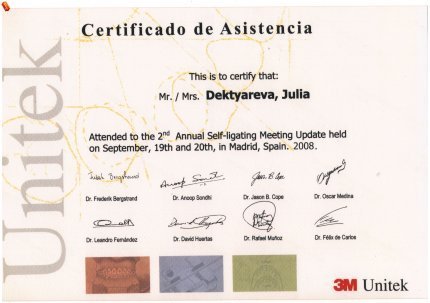 Certificado de Asistencia
Unitek
This is to certify that:
Mr. / Mrs. Dektyareva, Julia
Attended to the 2nd Annual Self-ligating Meeting Update held
on September, 19th and 20th, in Madrid, Spain. 2008.
Dr. Frederik Bergstrand Dr. Anoop Sondhi Dr. Jason B. Cope Dr. Oscar Medina
Dr. Leandro Fernández Dr. David Huertas Dr. Rafael Muñoz Dr. Félix de Carlos
3M Unitek